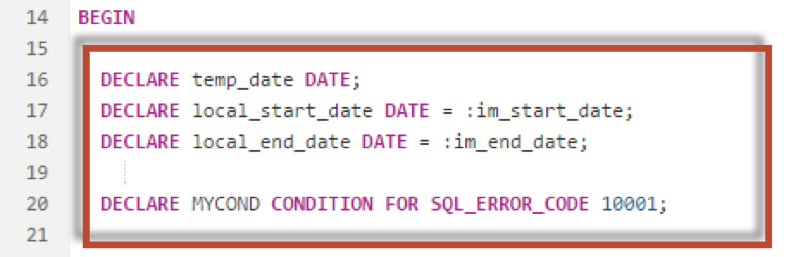 14 BEGIN
15
16 DECLARE temp_date DATE;
17 DECLARE local_start_date DATE = :im_start_date;
18 DECLARE local_end_date DATE = :im_end_date;
19
20 DECLARE MYCOND CONDITION FOR SQL_ERROR_CODE 10001;
21